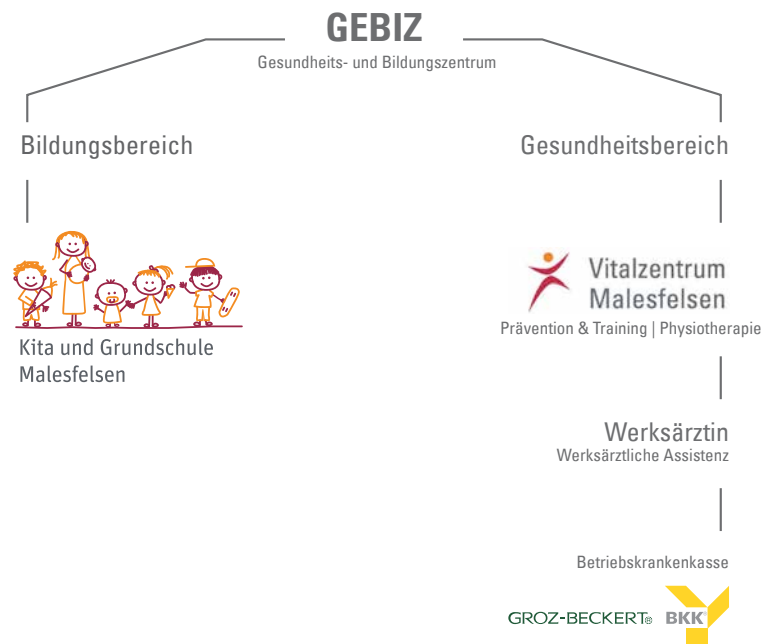 GEBIZ
Gesundheits- und Bildungszentrum
Bildungsbereich
Gesundheitsbereich
Kita und Grundschule
Malesfelsen
Vitalzentrum
Malesfelsen
Prävention & Training | Physiotherapie
Werksärztin
Werksärztliche Assistenz
Betriebskrankenkasse
GROZ-BECKERT® BKK